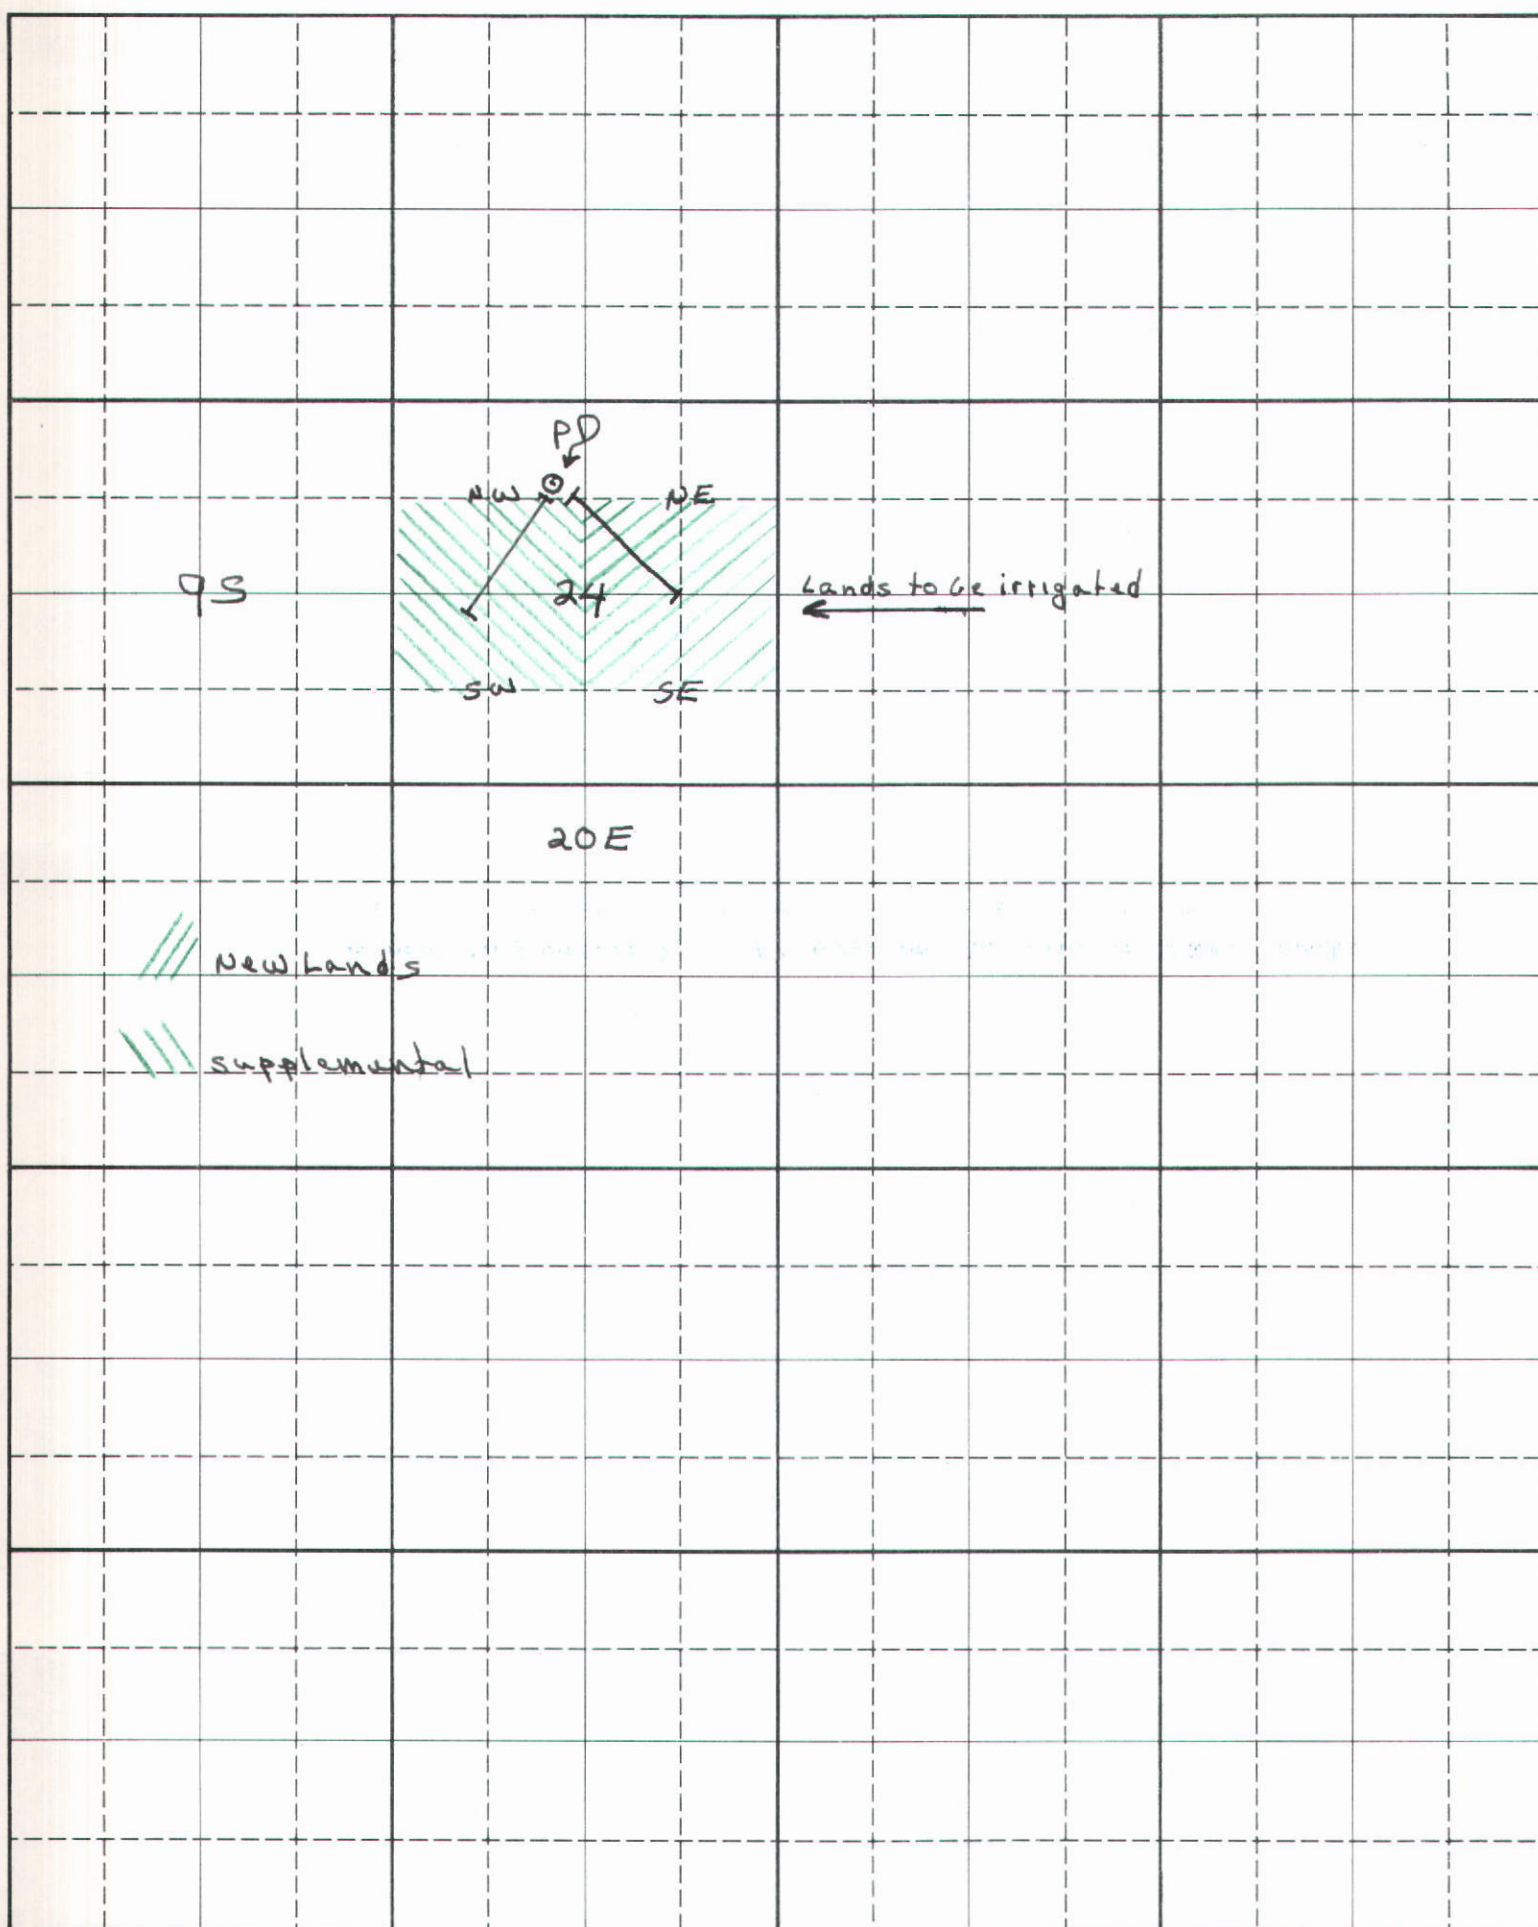 PD
NW NE
9S 24 Lands to be irrigated
SW SE
20E
New Lands
supplemental